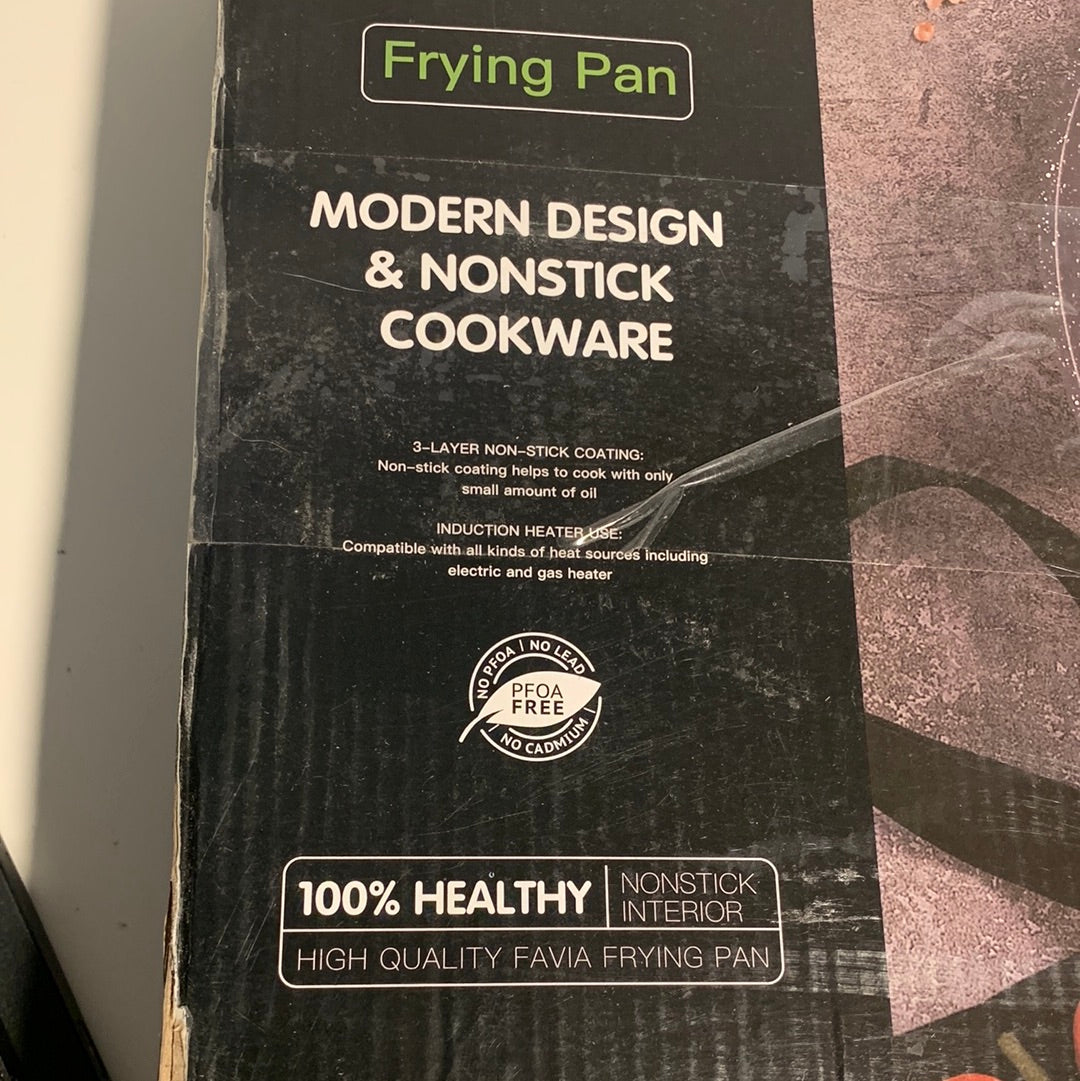 Frying Pan
MODERN DESIGN
& NONSTICK
COOKWARE
3-LAYER NON-STICK COATING:
Non-stick coating helps to cook with only
small amount of oil
INDUCTION HEATER USE:
Compatible with all kinds of heat sources including
electric and gas heater
NO PFOA | NO LEAD
PFOA
FREE
NO CADMIUM |
100% HEALTHY
NONSTICK
INTERIOR
HIGH QUALITY FAVIA FRYING PAN